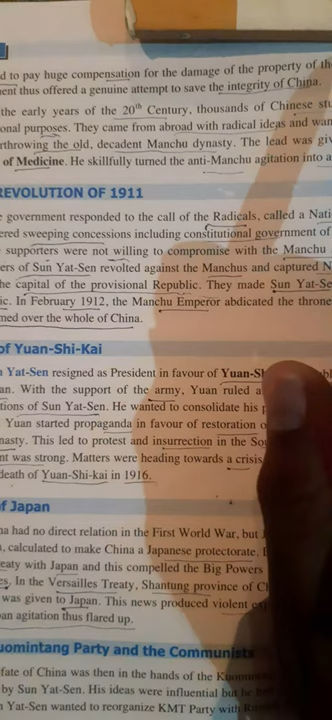 d to pay huge compensation for the damage of the property of th
ent thus offered a genuine attempt to save the integrity of China.
the early years of the 20th Century, thousands of Chinese stu
onal purposes. They came from abroad with radical ideas and wan
rthrowing the old, decadent Manchu dynasty. The lead was giv
of Medicine. He skillfully turned the anti-Manchu agitation into a
REVOLUTION OF 1911
e government responded to the call of the Radicals, called a Nati
ered sweeping concessions including constitutional government of
supporters were not willing to compromise with the Manchu
ers of Sun Yat-Sen revolted against the Manchus and captured N
he capital of the provisional Republic. They made Sun Yat-Se
ic. In February 1912, the Manchu Emperor abdicated the throne
med over the whole of China.
of Yuan-Shi-Kai
Yat-Sen resigned as President in favour of Yuan-Sh
an. With the support of the army, Yuan ruled a
tions of Sun Yat-Sen. He wanted to consolidate his p
Yuan started propaganda in favour of restoration o
nasty. This led to protest and insurrection in the Sou
nt was strong. Matters were heading towards a crisis
death of Yuan-Shi-kai in 1916.
f Japan
na had no direct relation in the First World War, but
, calculated to make China a Japanese protectorate.
eaty with Japan and this compelled the Big Powers
es. In the Versailles Treaty, Shantung province of C
was given to Japan. This news produced violent
an agitation thus flared up.
uomintang Party and the Communists
fate of China was then in the hands of the
by Sun Yat-Sen. His ideas were influential but he
Yat-Sen wanted to reorganize KMT Party with